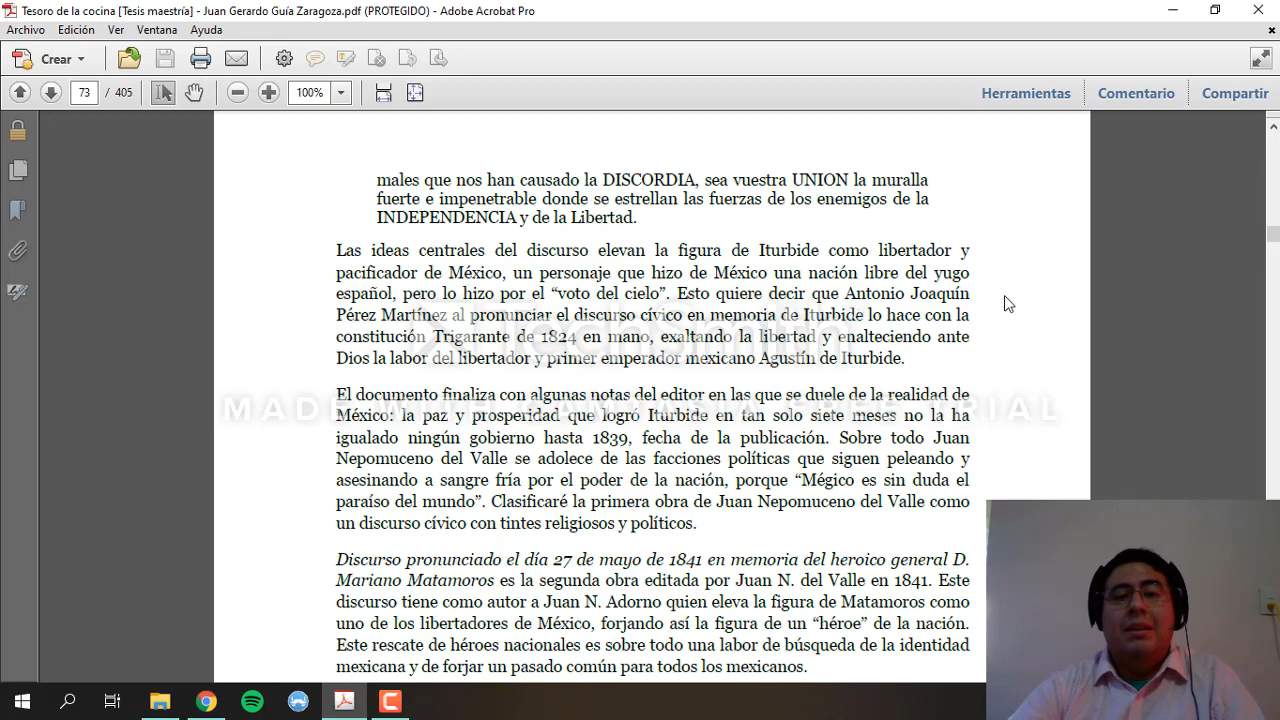 Tesoro de la cocina [Tesis maestría] - Juan Gerardo Guía Zaragoza.pdf (PROTEGIDO) - Adobe Acrobat Pro
Archivo Edición Ver Ventana Ayuda
Crear
73 / 405 100% Herramientas Comentario Compartir
males que nos han causado la DISCORDIA, sea vuestra UNION la muralla
fuerte e impenetrable donde se estrellan las fuerzas de los enemigos de la
INDEPENDENCIA y de la Libertad.
Las ideas centrales del discurso elevan la figura de Iturbide como libertador y
pacificador de México, un personaje que hizo de México una nación libre del yugo
español, pero lo hizo por el “voto del cielo”. Esto quiere decir que Antonio Joaquín
Pérez Martínez al pronunciar el discurso cívico en memoria de Iturbide lo hace con la
constitución Trigarante de 1824 en mano, exaltando la libertad y enalteciendo ante
Dios la labor del libertador y primer emperador mexicano Agustín de Iturbide.
TechSmith
El documento finaliza con algunas notas del editor en las que se duele de la realidad de
México: la paz y prosperidad que logró Iturbide en tan solo siete meses no la ha
MADE WITH CAMTASIA FREE TRIAL
igualado ningún gobierno hasta 1839, fecha de la publicación. Sobre todo Juan
Nepomuceno del Valle se adolece de las facciones políticas que siguen peleando y
asesinando a sangre fría por el poder de la nación, porque “Mégico es sin duda el
paraíso del mundo”. Clasificaré la primera obra de Juan Nepomuceno del Valle como
un discurso cívico con tintes religiosos y políticos.
Discurso pronunciado el día 27 de mayo de 1841 en memoria del heroico general D.
Mariano Matamoros es la segunda obra editada por Juan N. del Valle en 1841. Este
discurso tiene como autor a Juan N. Adorno quien eleva la figura de Matamoros como
uno de los libertadores de México, forjando así la figura de un “héroe” de la nación.
Este rescate de héroes nacionales es sobre todo una labor de búsqueda de la identidad
mexicana y de forjar un pasado común para todos los mexicanos.